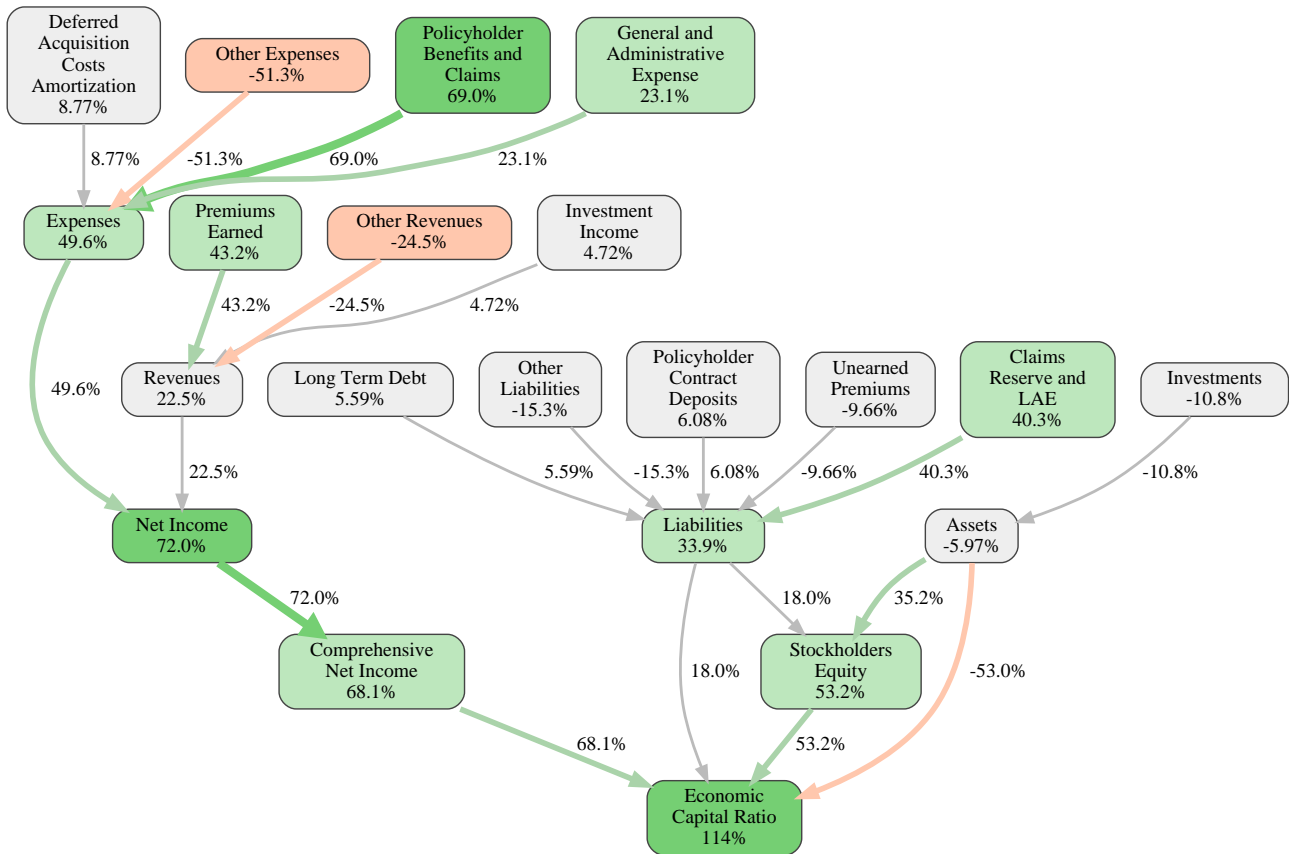 Deferred
Acquisition
Costs
Amortization
8.77%
Other Expenses
-51.3%
Policyholder
Benefits and
Claims
69.0%
General and
Administrative
Expense
23.1%
8.77%
-51.3%
69.0%
23.1%
Expenses
49.6%
Premiums
Earned
43.2%
Other Revenues
-24.5%
Investment
Income
4.72%
43.2%
-24.5%
4.72%
49.6%
Revenues
22.5%
Long Term Debt
5.59%
Other
Liabilities
-15.3%
Policyholder
Contract
Deposits
6.08%
Unearned
Premiums
-9.66%
Claims
Reserve and
LAE
40.3%
Investments
-10.8%
22.5%
5.59%
-15.3%
6.08%
-9.66%
40.3%
-10.8%
Net Income
72.0%
Liabilities
33.9%
Assets
-5.97%
72.0%
18.0%
35.2%
Comprehensive
Net Income
68.1%
18.0%
Stockholders
Equity
53.2%
-53.0%
68.1%
53.2%
Economic
Capital Ratio
114%